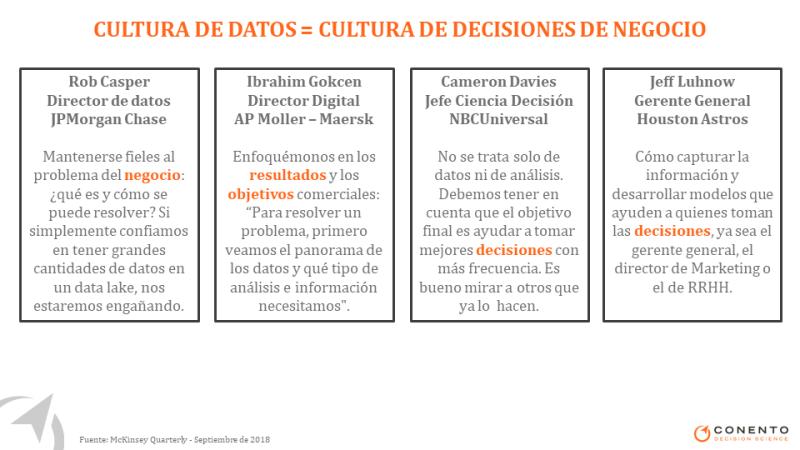 CULTURA DE DATOS = CULTURA DE DECISIONES DE NEGOCIO
Rob Casper
Director de datos
JPMorgan Chase
Mantenerse fieles al
problema del negocio:
¿qué es y cómo se
puede resolver? Si
simplemente confiamos
en tener grandes
cantidades de datos en
un data lake, nos
estaremos engañando.
Ibrahim Gokcen
Director Digital
AP Moller – Maersk
Enfoquémonos en los
resultados y los
objetivos comerciales:
“Para resolver un
problema, primero
veamos el panorama de
los datos y qué tipo de
análisis e información
necesitamos".
Cameron Davies
Jefe Ciencia Decisión
NBCUniversal
No se trata solo de
datos ni de análisis.
Debemos tener en
cuenta que el objetivo
final es ayudar a tomar
mejores decisiones con
más frecuencia. Es
bueno mirar a otros que
ya lo hacen.
Jeff Luhnow
Gerente General
Houston Astros
Cómo capturar la
información y
desarrollar modelos que
ayuden a quienes toman
las decisiones, ya sea el
gerente general, el
director de Marketing o
el de RRHH.
Fuente: McKinsey Quarterly - Septiembre de 2018
CONENTO
DECISION SCIENCE